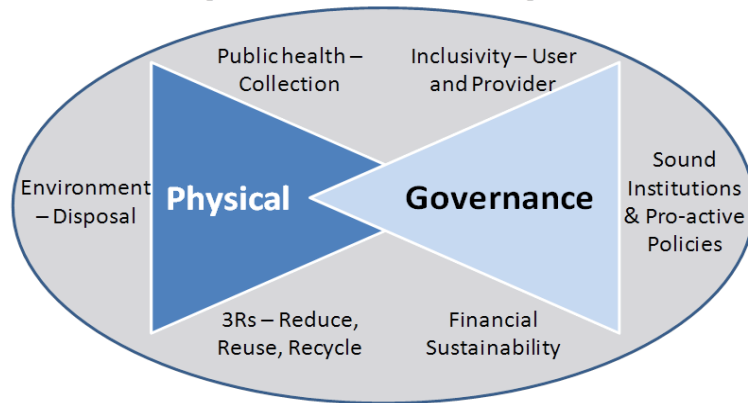 Public health –
Collection
Inclusivity – User
and Provider
Environment
– Disposal
Physical
Governance
Sound
Institutions
& Pro-active
Policies
3Rs – Reduce,
Reuse, Recycle
Financial
Sustainability